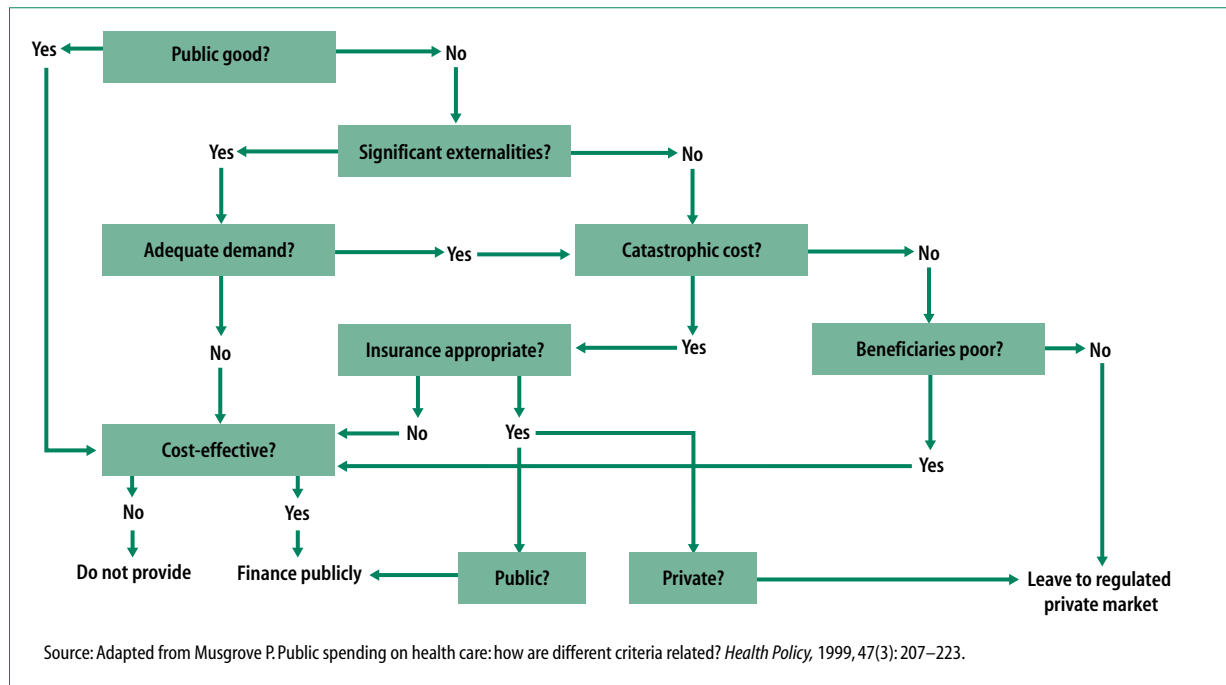 Yes
Public good?
No
Yes
Significant externalities?
No
Adequate demand?
Yes
Catastrophic cost?
No
No
Insurance appropriate?
Yes
Beneficiaries poor?
No
Cost-effective?
No
Yes
Yes
No
Yes
Do not provide
Finance publicly
Public?
Private?
Leave to regulated
private market
Source: Adapted from Musgrove P. Public spending on health care: how are different criteria related? Health Policy, 1999, 47(3): 207–223.